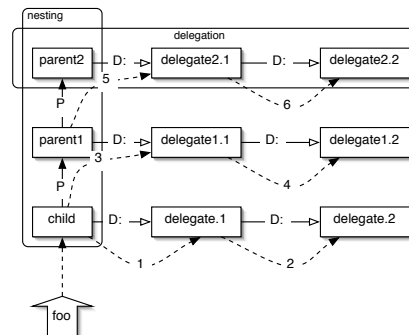 nesting
delegation
parent2 D: delegate2.1 D: delegate2.2
5
P 6
parent1 D: delegate1.1 D: delegate1.2
3
P 4
child D: delegate.1 D: delegate.2
1 2
foo